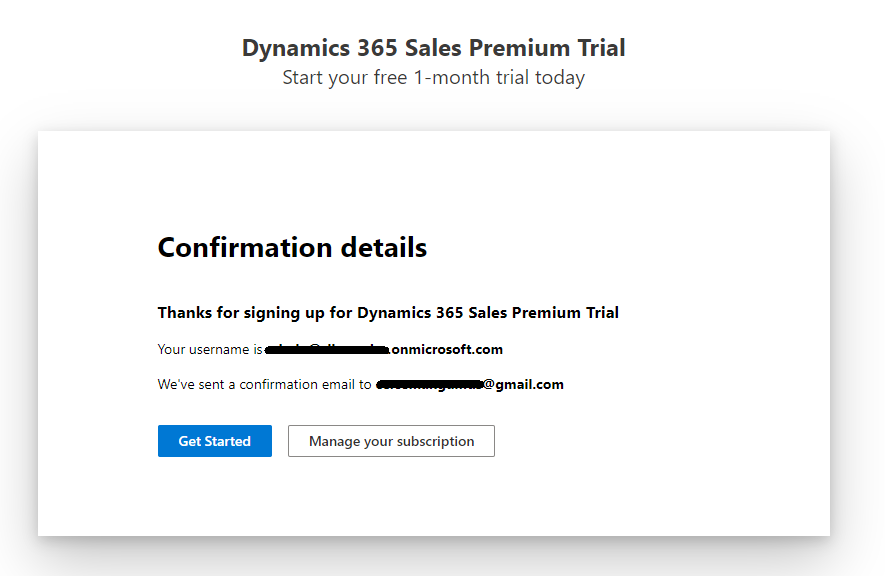 Dynamics 365 Sales Premium Trial
Start your free 1-month trial today
Confirmation details
Thanks for signing up for Dynamics 365 Sales Premium Trial
Your username is .onmicrosoft.com
We've sent a confirmation email to @gmail.com
Get Started
Manage your subscription